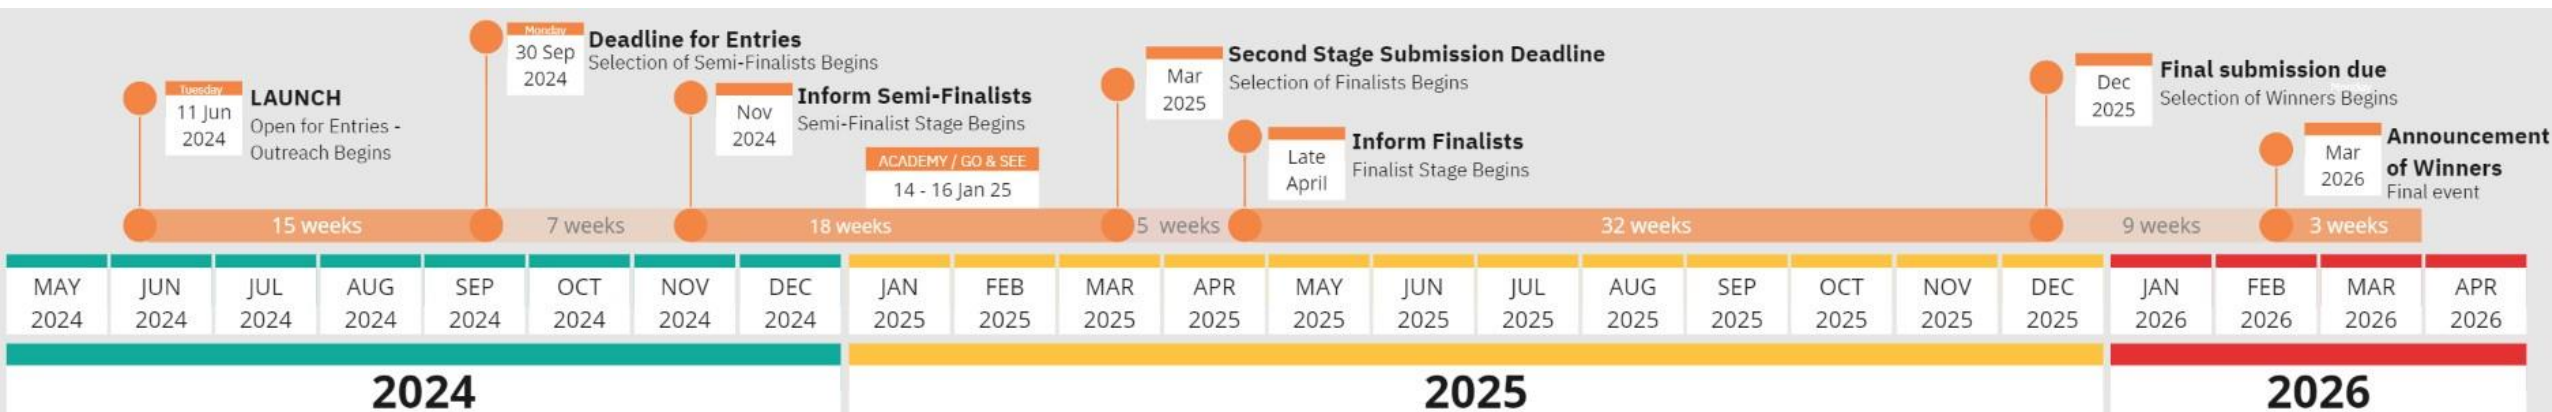 Tuesday
11 Jun
2024
LAUNCH
Open for Entries -
Outreach Begins
Monday
30 Sep
2024
Deadline for Entries
Selection of Semi-Finalists Begins
Nov
2024
Inform Semi-Finalists
Semi-Finalist Stage Begins
ACADEMY / GO & SEE
14 - 16 Jan 25
Mar
2025
Second Stage Submission Deadline
Selection of Finalists Begins
Late
April
Inform Finalists
Finalist Stage Begins
Dec
2025
Final submission due
Selection of Winners Begins
Mar
2026
Announcement
of Winners
Final event
15 weeks
7 weeks
18 weeks
5 weeks
32 weeks
9 weeks
3 weeks
MAY
2024
JUN
2024
JUL
2024
AUG
2024
SEP
2024
OCT
2024
NOV
2024
DEC
2024
JAN
2025
FEB
2025
MAR
2025
APR
2025
MAY
2025
JUN
2025
JUL
2025
AUG
2025
SEP
2025
OCT
2025
NOV
2025
DEC
2025
JAN
2026
FEB
2026
MAR
2026
APR
2026
2024
2025
2026